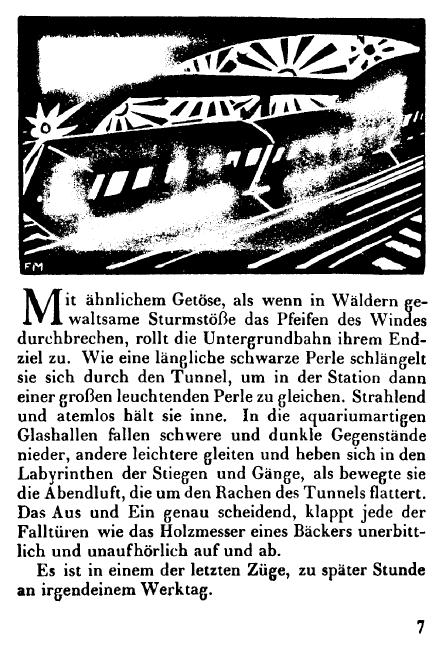 FM
Mit ähnlichem Getöse, als wenn in Wäldern ge-
waltsame Sturmstöße das Pfeifen des Windes
durchbrechen, rollt die Untergrundbahn ihrem End-
ziel zu. Wie eine längliche schwarze Perle schlängelt
sie sich durch den Tunnel, um in der Station dann
einer großen leuchtenden Perle zu gleichen. Strahlend
und atemlos hält sie inne. In die aquariumartigen
Glashallen fallen schwere und dunkle Gegenstände
nieder, andere leichtere gleiten und heben sich in den
Labyrinthen der Stiegen und Gänge, als bewegte sie
die Abendluft, die um den Rachen des Tunnels flattert.
Das Aus und Ein genau scheidend, klappt jede der
Falltüren wie das Holzmesser eines Bäckers unerbitt-
lich und unaufhörlich auf und ab.
Es ist in einem der letzten Züge, zu später Stunde
an irgendeinem Werktag.
7